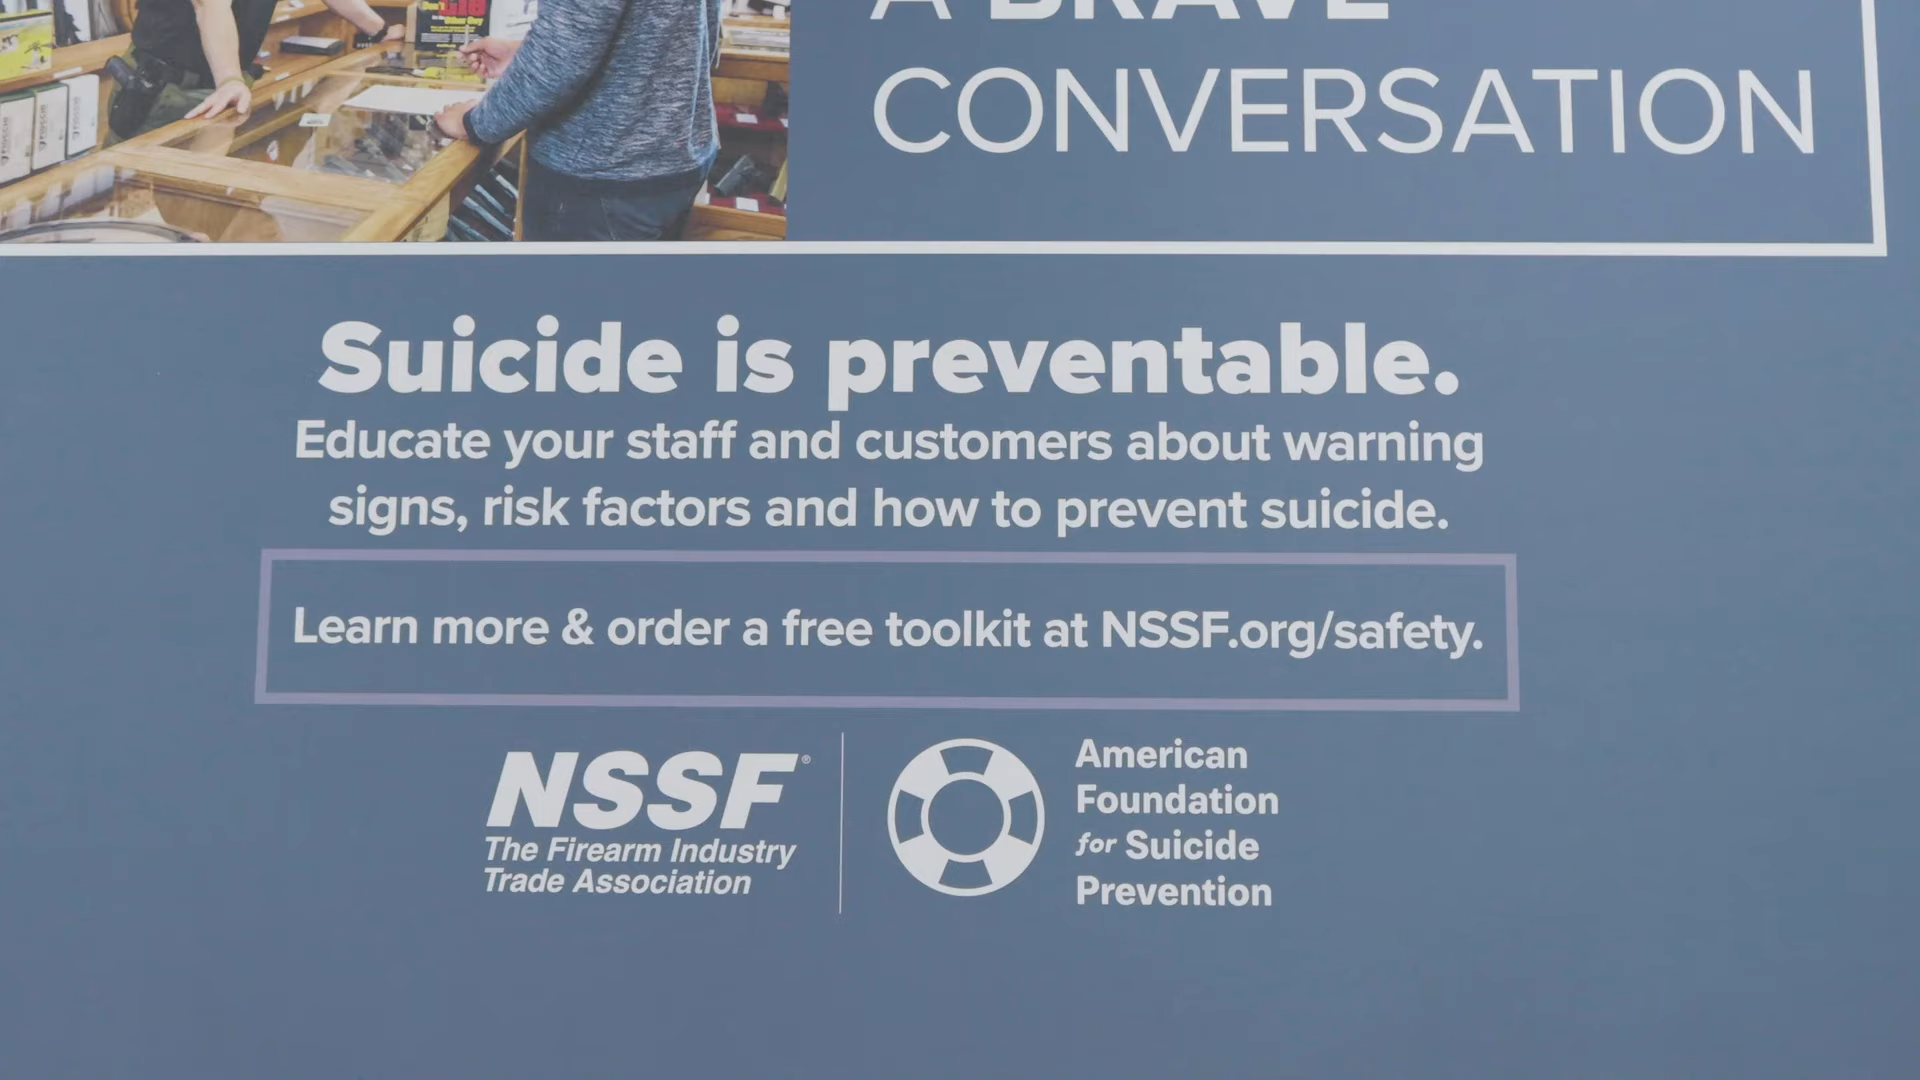 A BRAVE
CONVERSATION
Suicide is preventable.
Educate your staff and customers about warning
signs, risk factors and how to prevent suicide.
Learn more & order a free toolkit at NSSF.org/safety.
NSSF®
The Firearm Industry
Trade Association
American
Foundation
for Suicide
Prevention